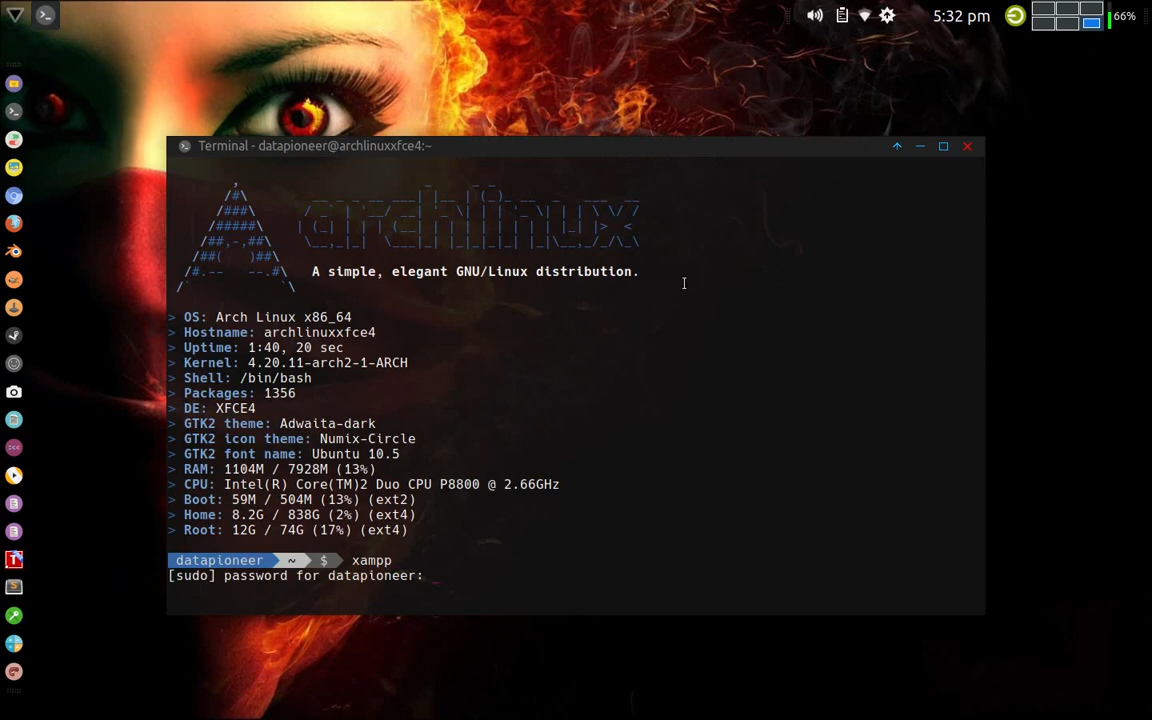 5:32 pm
66%
Terminal - datapioneer@archlinuxxfce4:~
A simple, elegant GNU/Linux distribution.
> OS: Arch Linux x86_64
> Hostname: archlinuxxfce4
> Uptime: 1:40, 20 sec
> Kernel: 4.20.11-arch2-1-ARCH
> Shell: /bin/bash
> Packages: 1356
> DE: XFCE4
> GTK2 theme: Adwaita-dark
> GTK2 icon theme: Numix-Circle
> GTK2 font name: Ubuntu 10.5
> RAM: 1104M / 7928M (13%)
> CPU: Intel(R) Core(TM)2 Duo CPU P8800 @ 2.66GHz
> Boot: 59M / 504M (13%) (ext2)
> Home: 8.2G / 838G (2%) (ext4)
> Root: 12G / 74G (17%) (ext4)
datapioneer ~ $ xampp
[sudo] password for datapioneer: